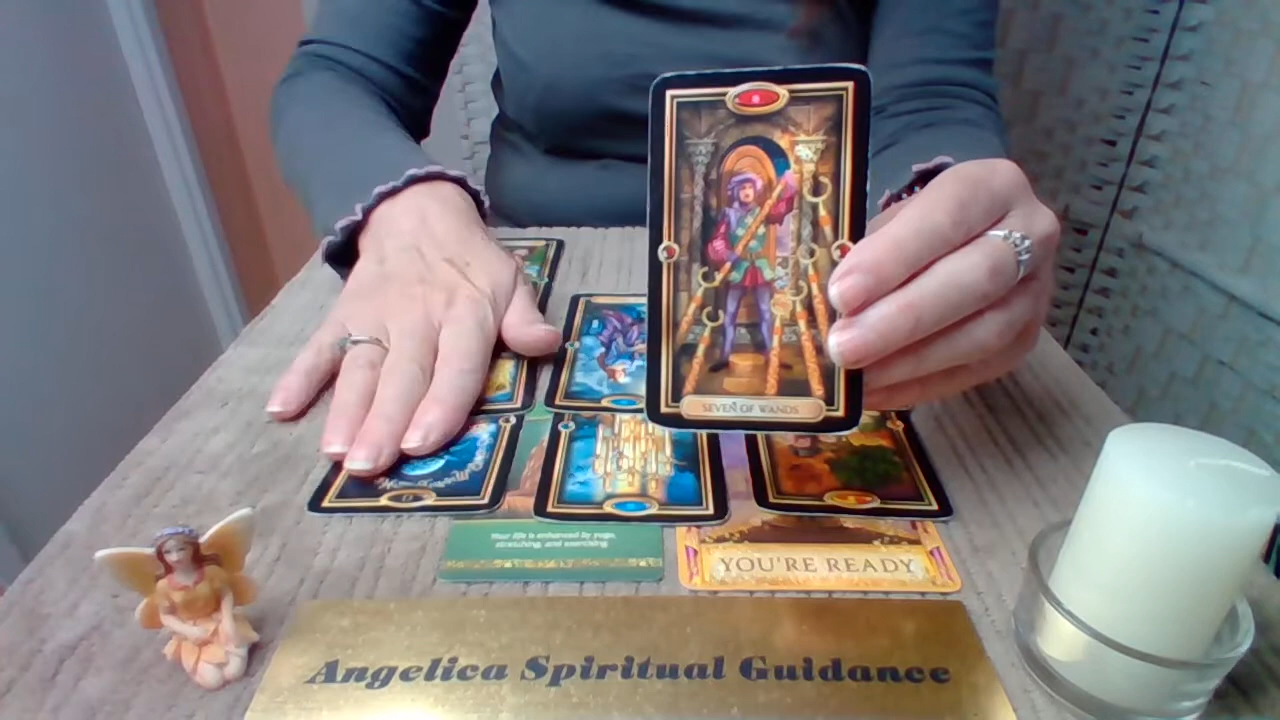 SEVEN OF WANDS
Your life is enhanced by yoga,
stretching, and exercising.
YOU'RE READY
Angelica Spiritual Guidance